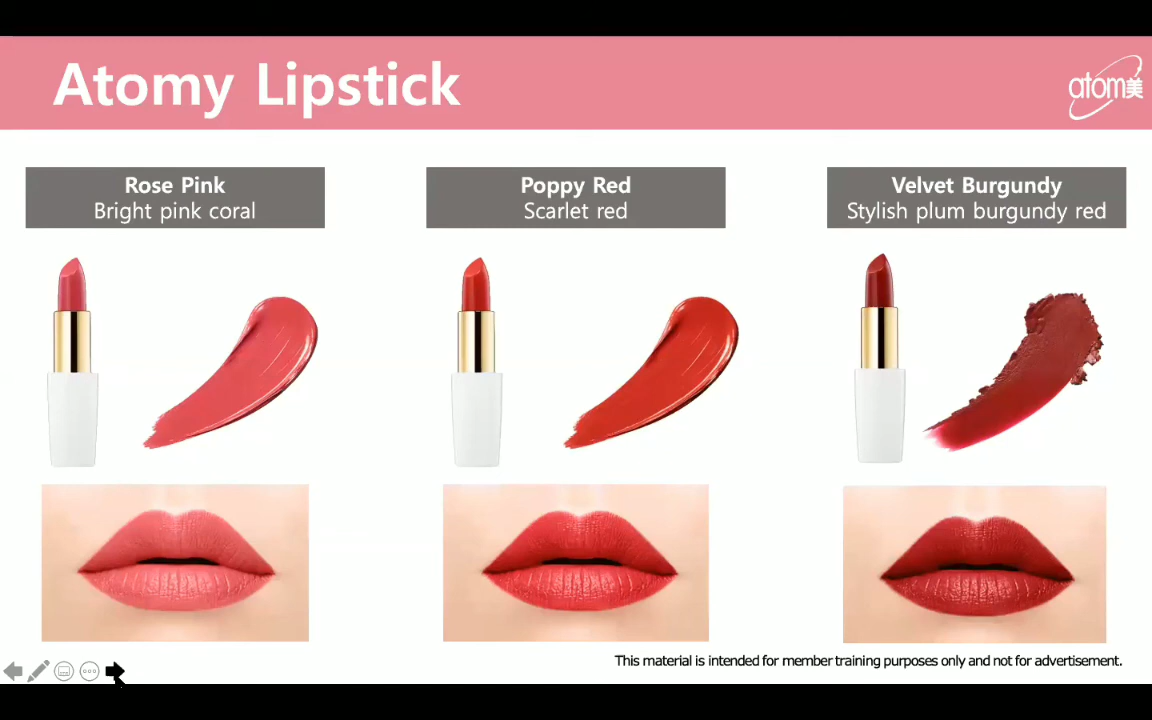 Atomy Lipstick
atom美
Rose Pink
Bright pink coral
Poppy Red
Scarlet red
Velvet Burgundy
Stylish plum burgundy red
This material is intended for member training purposes only and not for advertisement.